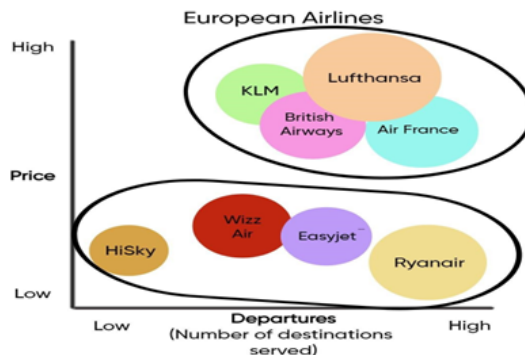 European Airlines
High
Lufthansa
KLM
British
Airways
Air France
Price
Wizz
Air
Easyjet
HiSky
Ryanair
Low
Low
Departures
High
(Number of destinations
served)